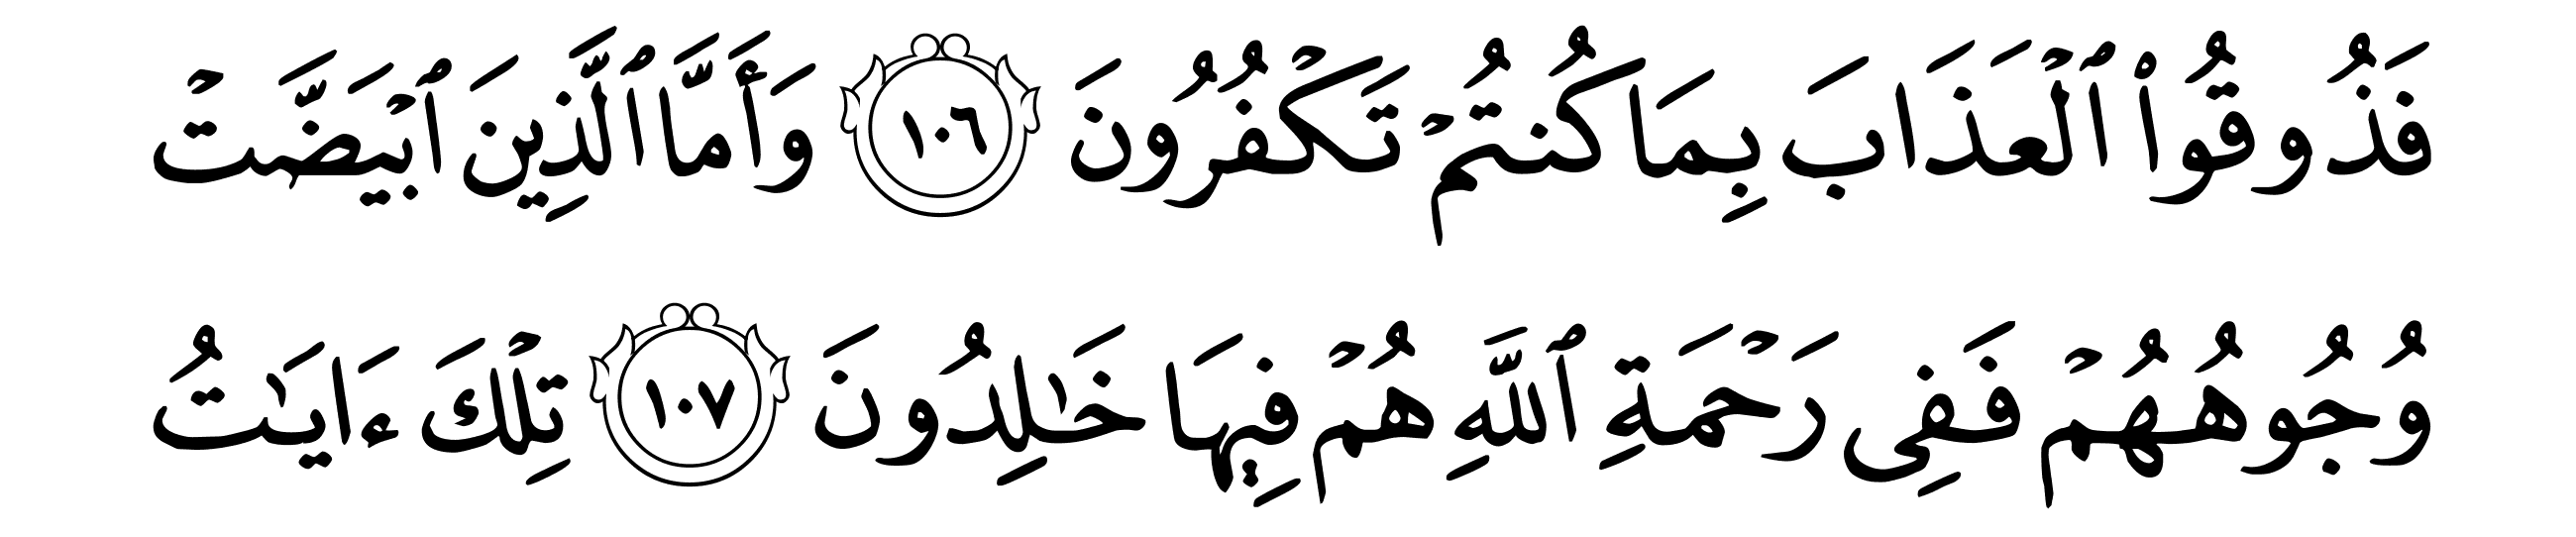 فَذُوقُوا۟ ٱلْعَذَابَ بِمَا كُنتُمْ تَكْفُرُونَ ١٠٦ وَأَمَّا ٱلَّذِينَ ٱبْيَضَّتْ
وُجُوهُهُمْ فَفِى رَحْمَةِ ٱللَّهِ هُمْ فِيهَا خَـٰلِدُونَ ١٠٧ تِلْكَ ءَايَـٰتُ